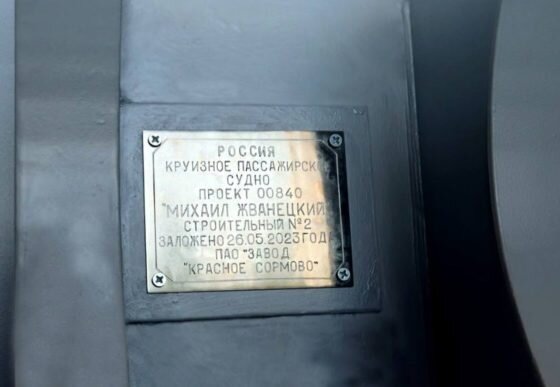 РОССИЯ
КРУИЗНОЕ ПАССАЖИРСКОЕ
СУДНО
ПРОЕКТ 00840
"МИХАИЛ ЖВАНЕЦКИЙ"
СТРОИТЕЛЬНЫЙ №2
ЗАЛОЖЕНО 26.05.2023 ГОДА
ПАО "ЗАВОД
"КРАСНОЕ СОРМОВО"